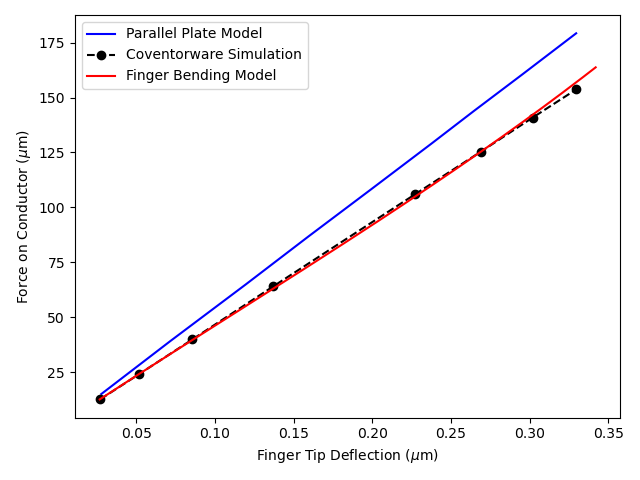 Parallel Plate Model
Coventorware Simulation
Finger Bending Model
Force on Conductor (μm)
175
150
125
100
75
50
25
0.05 0.10 0.15 0.20 0.25 0.30 0.35
Finger Tip Deflection (μm)